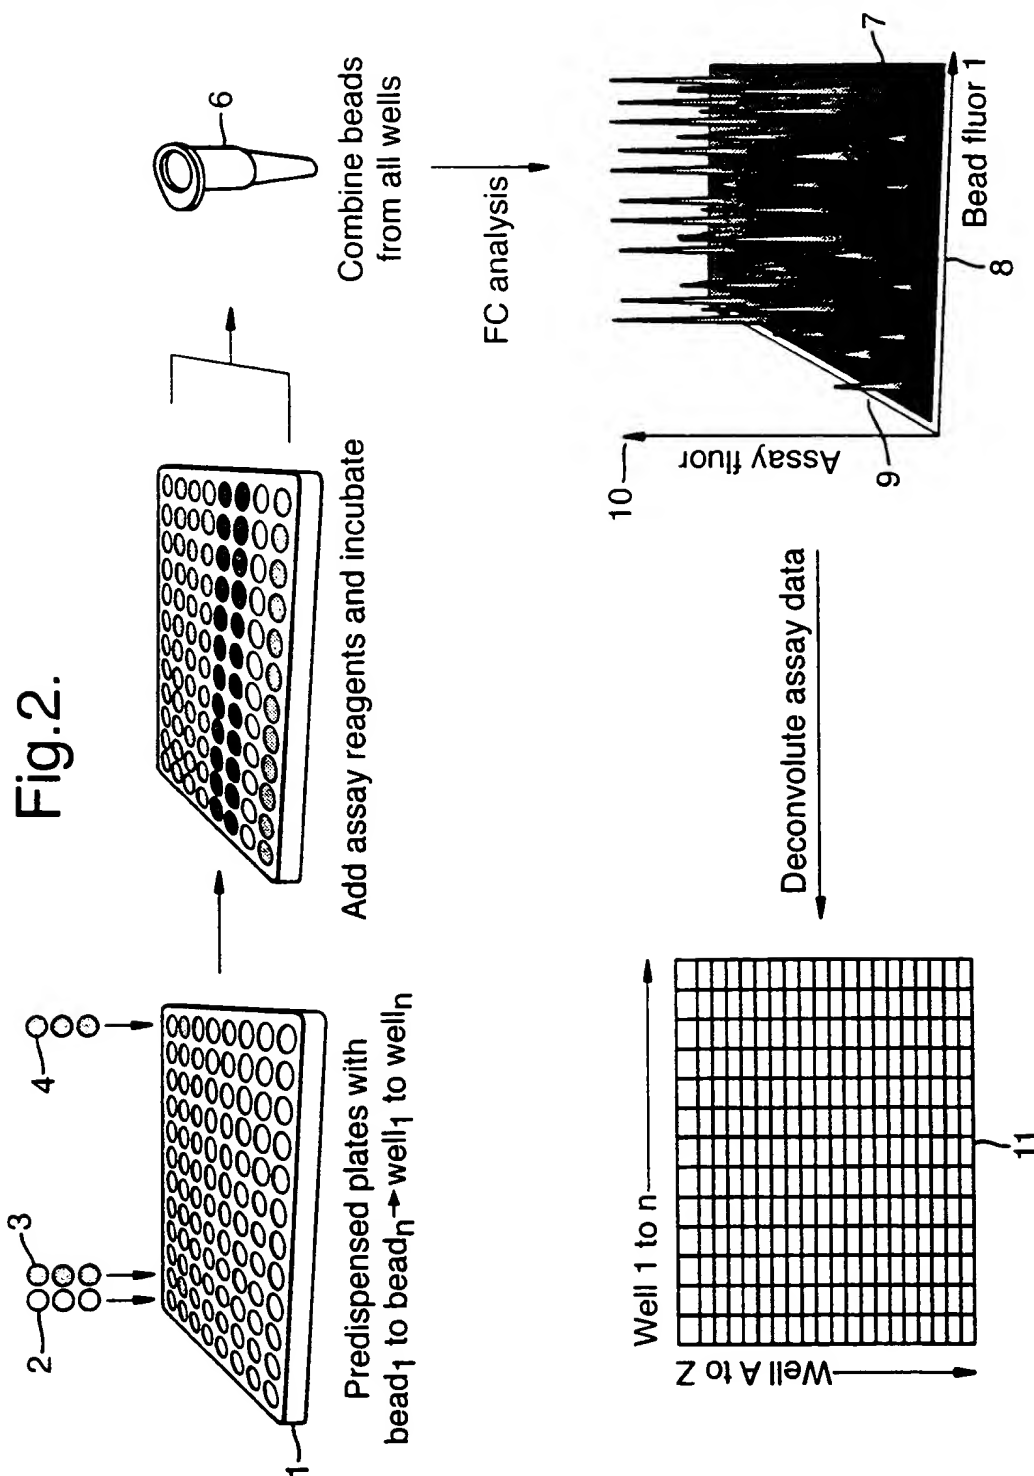 Fig.2.
2
3
4
1
Predispensed plates with
bead1 to bead n→well1 to well n
Add assay reagents and incubate
6
Combine beads
from all wells
FC analysis
10
Assay fluor
9
7
Bead fluor 1
8
Deconvolute assay data
Well 1 to n
Well A to Z
11